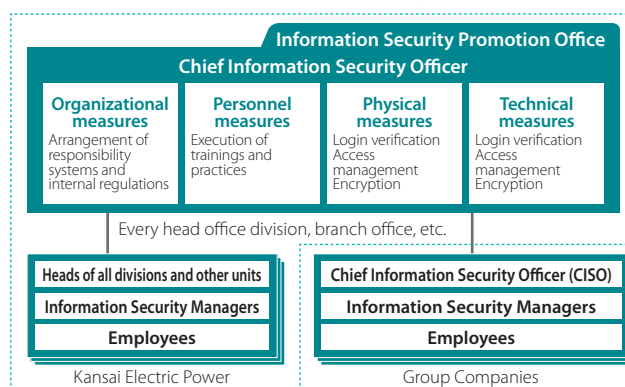 Information Security Promotion Office
Chief Information Security Officer
Organizational
measures
Arrangement of
responsibility
systems and
internal regulations
Personnel
measures
Execution of
trainings and
practices
Physical
measures
Login verification
Access
management
Encryption
Technical
measures
Login verification
Access
management
Encryption
Every head office division, branch office, etc.
Heads of all divisions and other units
Information Security Managers
Employees
Kansai Electric Power
Chief Information Security Officer (CISO)
Information Security Managers
Employees
Group Companies